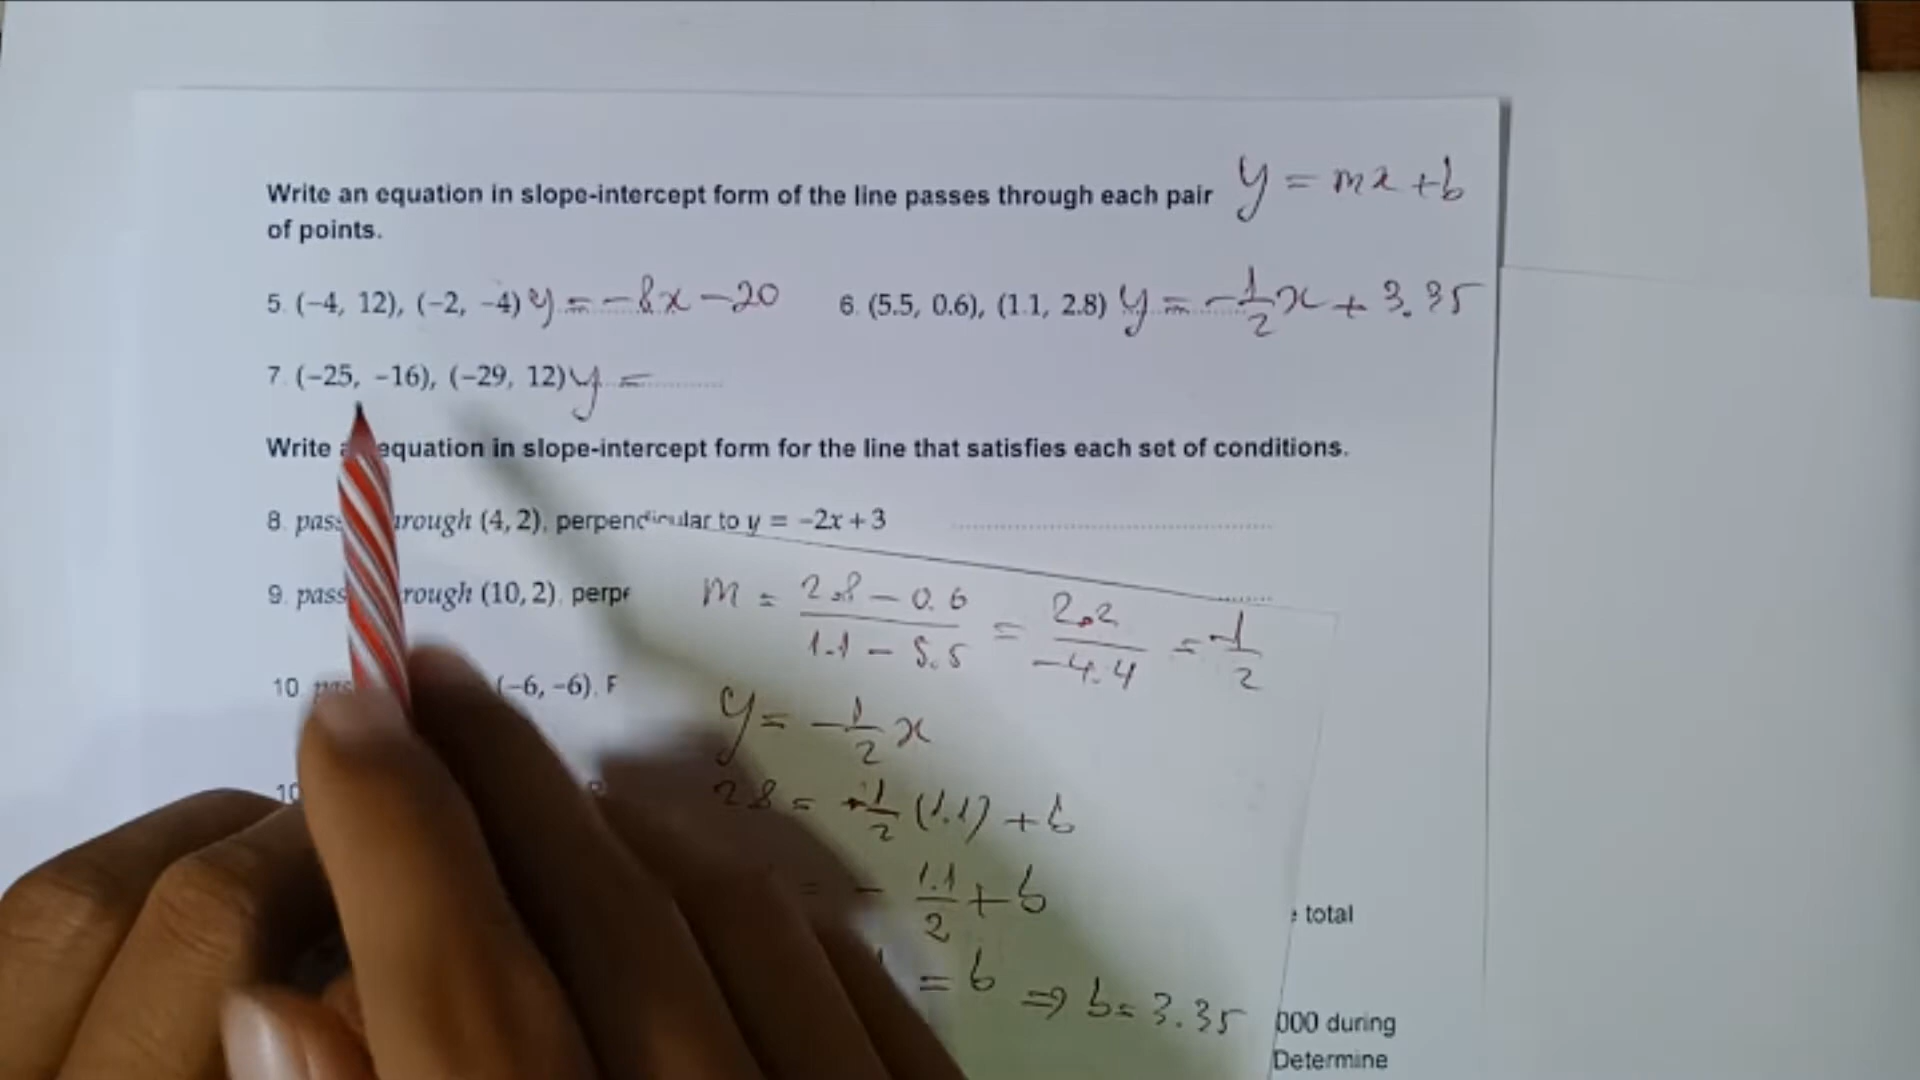 Write an equation in slope-intercept form of the line passes through each pair y = mx + b
of points.
5. (−4, 12), (−2, −4) y = −8x − 20 6. (5.5, 0.6), (1.1, 2.8) y = −1/2 x + 3.35
7. (−25, −16), (−29, 12) y =
Write equation in slope-intercept form for the line that satisfies each set of conditions.
8. (4, 2), perpendicular to y = −2x + 3
9. (10, 2),
m = 2.8 − 0.6 / 1.1 − 5.5 = 2.2 / −4.4 = −1/2
10. (−6, −6).
y = −1/2 x
2.8 = −1/2 (1.1) + b
= − 1.1/2 + b
total
= b ⇒ b = 3.35
000 during
Determine